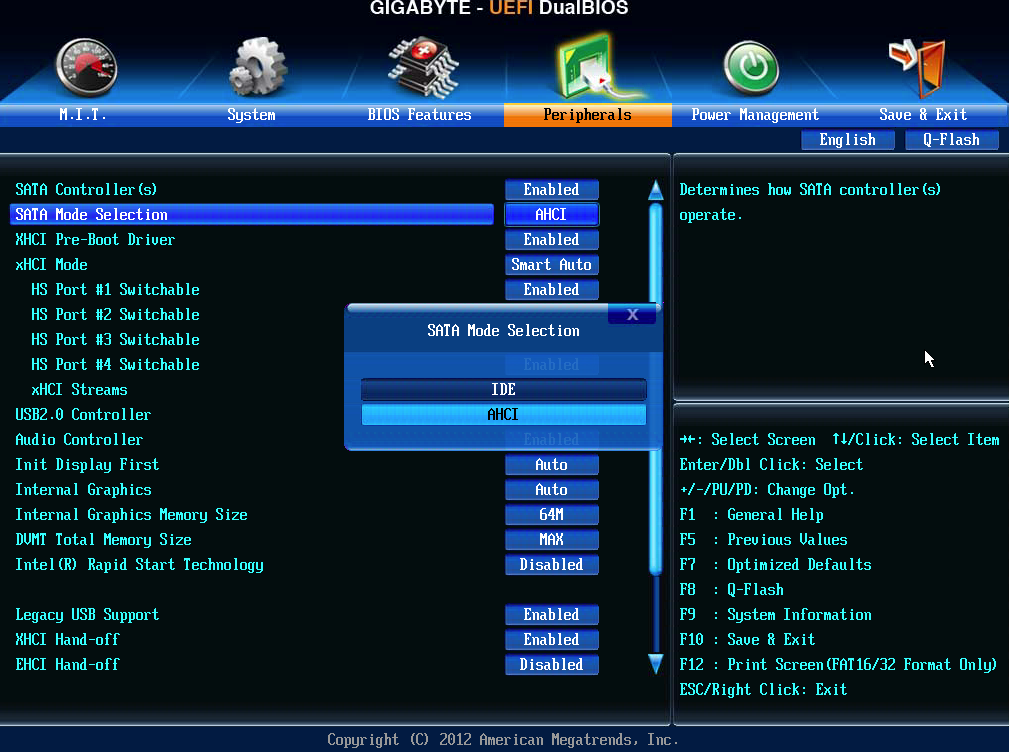 GIGABYTE - UEFI DualBIOS
M.I.T. System BIOS Features Peripherals Power Management Save & Exit
English Q-Flash
SATA Controller(s) Enabled
SATA Mode Selection AHCI
XHCI Pre-Boot Driver Enabled
xHCI Mode Smart Auto
HS Port #1 Switchable Enabled
HS Port #2 Switchable
HS Port #3 Switchable
HS Port #4 Switchable Enabled
xHCI Streams
USB2.0 Controller
Audio Controller Enabled
Init Display First Auto
Internal Graphics Auto
Internal Graphics Memory Size 64M
DVMT Total Memory Size MAX
Intel(R) Rapid Start Technology Disabled
Legacy USB Support Enabled
XHCI Hand-off Enabled
EHCI Hand-off Disabled
X
SATA Mode Selection
IDE
AHCI
Determines how SATA controller(s)
operate.
→←: Select Screen ↑↓/Click: Select Item
Enter/Dbl Click: Select
+/-/PU/PD: Change Opt.
F1 : General Help
F5 : Previous Values
F7 : Optimized Defaults
F8 : Q-Flash
F9 : System Information
F10 : Save & Exit
F12 : Print Screen(FAT16/32 Format Only)
ESC/Right Click: Exit
Copyright (C) 2012 American Megatrends, Inc.